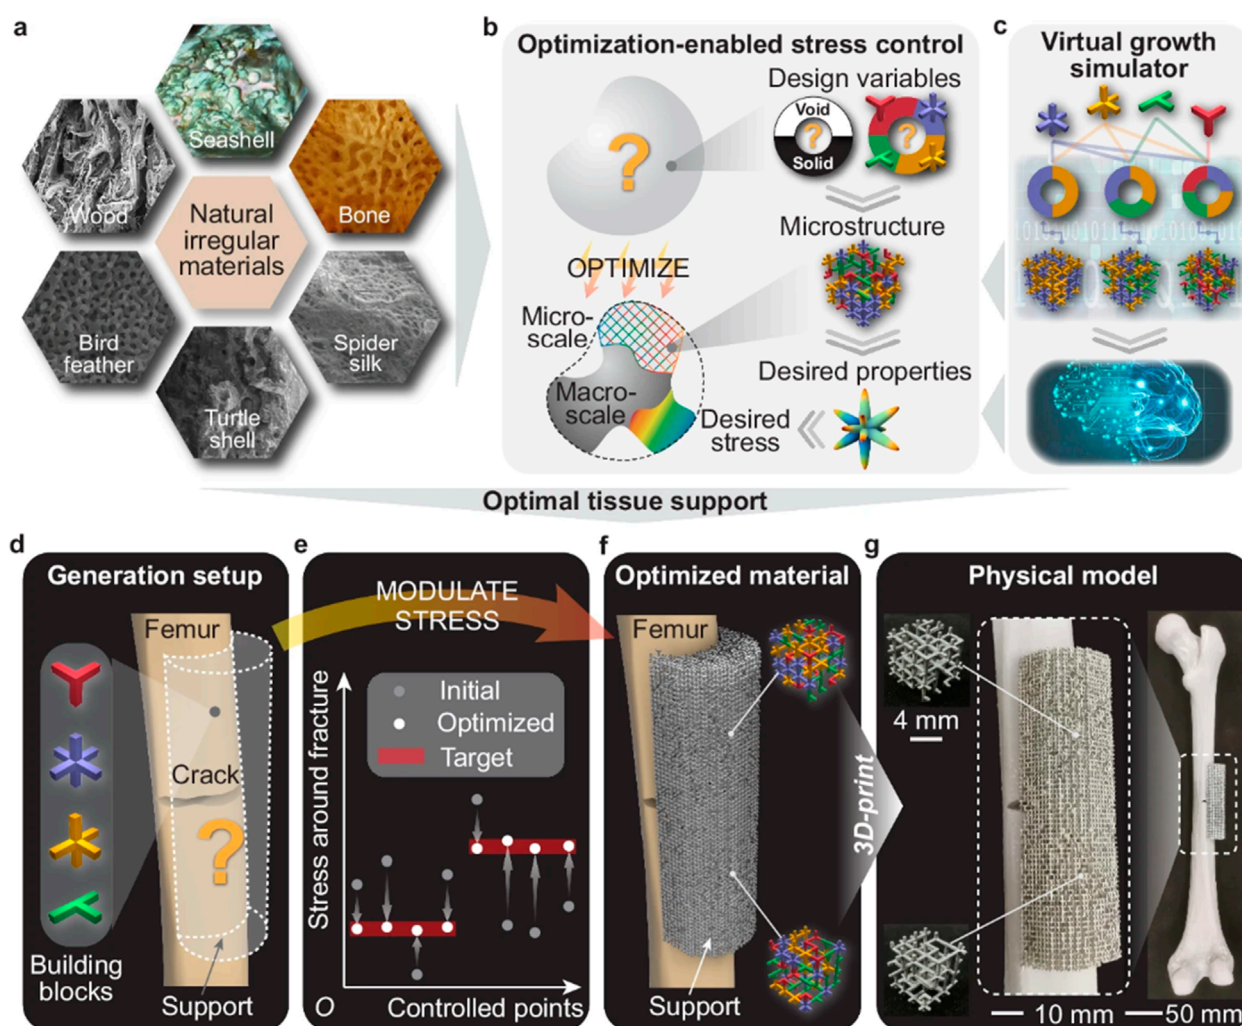 a
Seashell
Wood
Bone
Natural
irregular
materials
Bird
feather
Spider
silk
Turtle
shell
b
Optimization-enabled stress control
Design variables
Void
?
Solid
?
?
Microstructure
OPTIMIZE
Micro-
scale
Macro-
scale
Desired properties
Desired
stress
c
Virtual growth
simulator
Optimal tissue support
d
Generation setup
Femur
Crack
?
Building
blocks
Support
e
MODULATE
STRESS
Initial
Optimized
Target
Stress around fracture
O
Controlled points
f
Optimized material
Femur
Support
3D-print
g
Physical model
4 mm
10 mm
50 mm